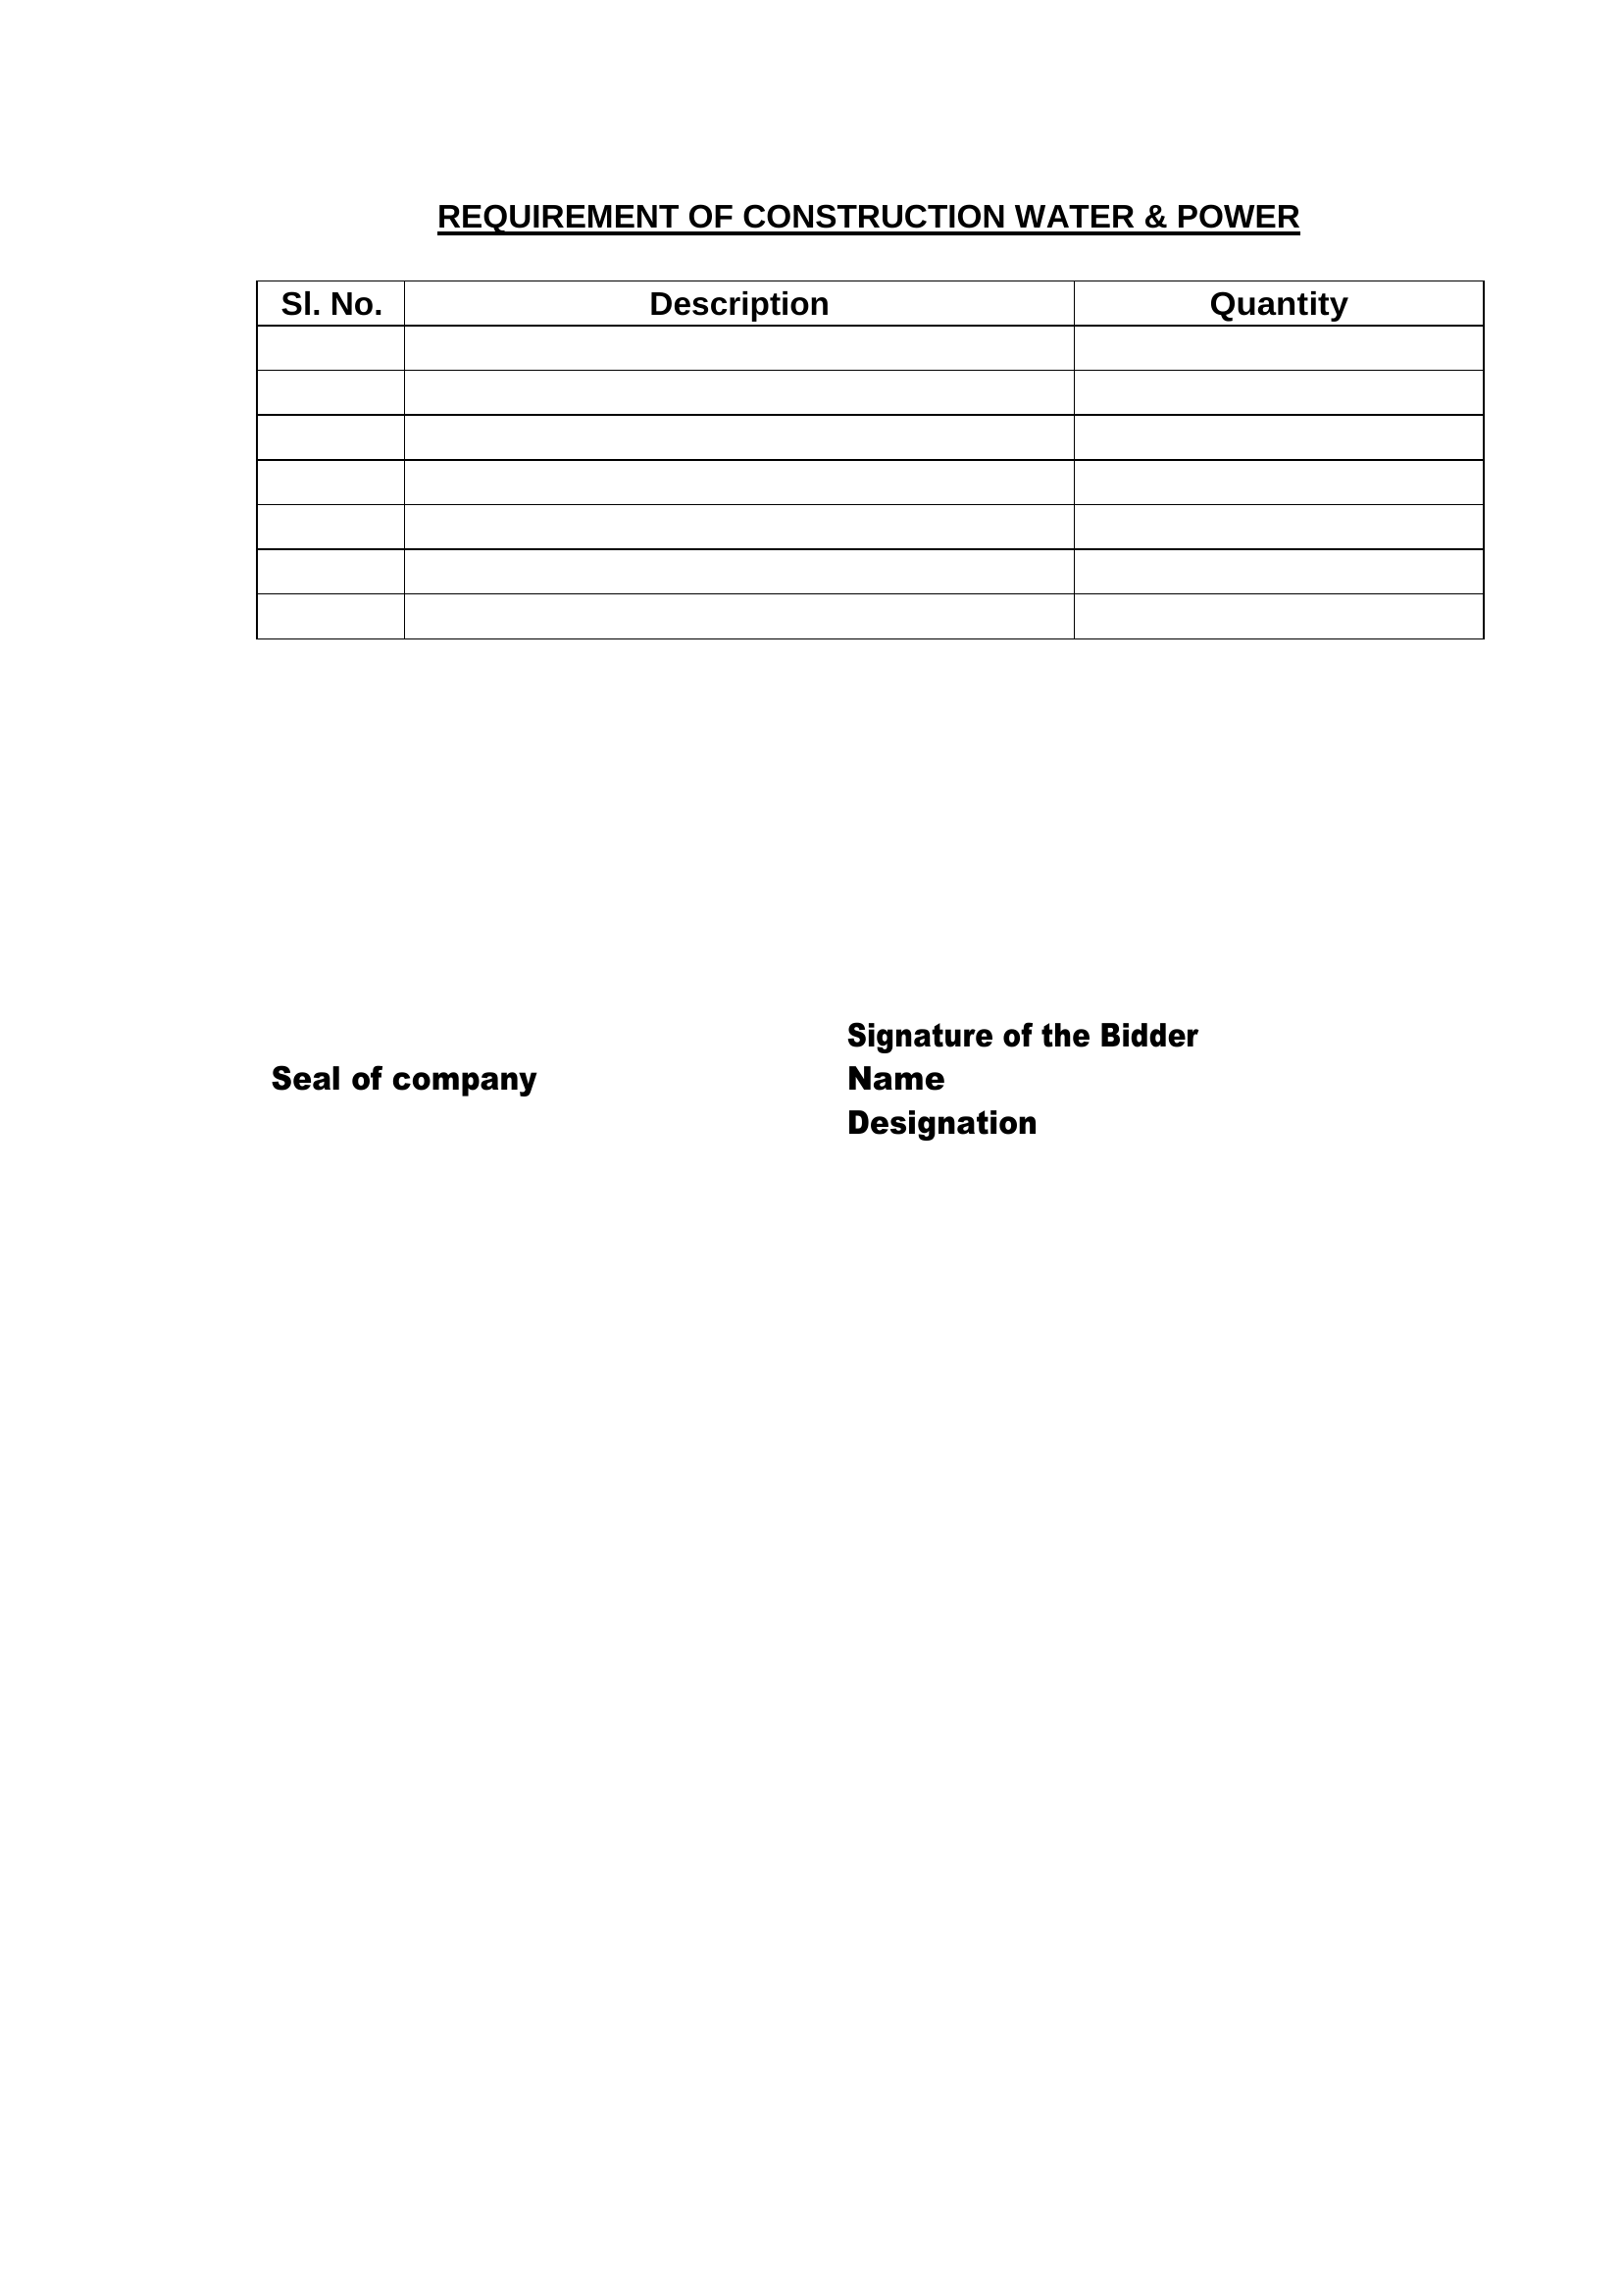 REQUIREMENT OF CONSTRUCTION WATER & POWER
Sl. No. Description Quantity
Signature of the Bidder
Seal of company Name
Designation